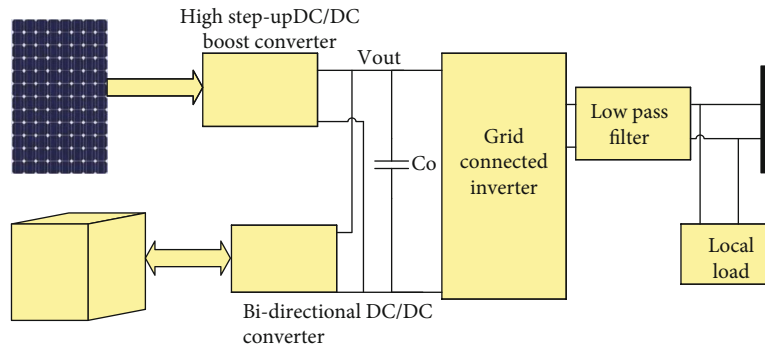 High step-upDC/DC
boost converter
Vout
Co
Grid
connected
inverter
Low pass
filter
Local
load
Bi-directional DC/DC
converter